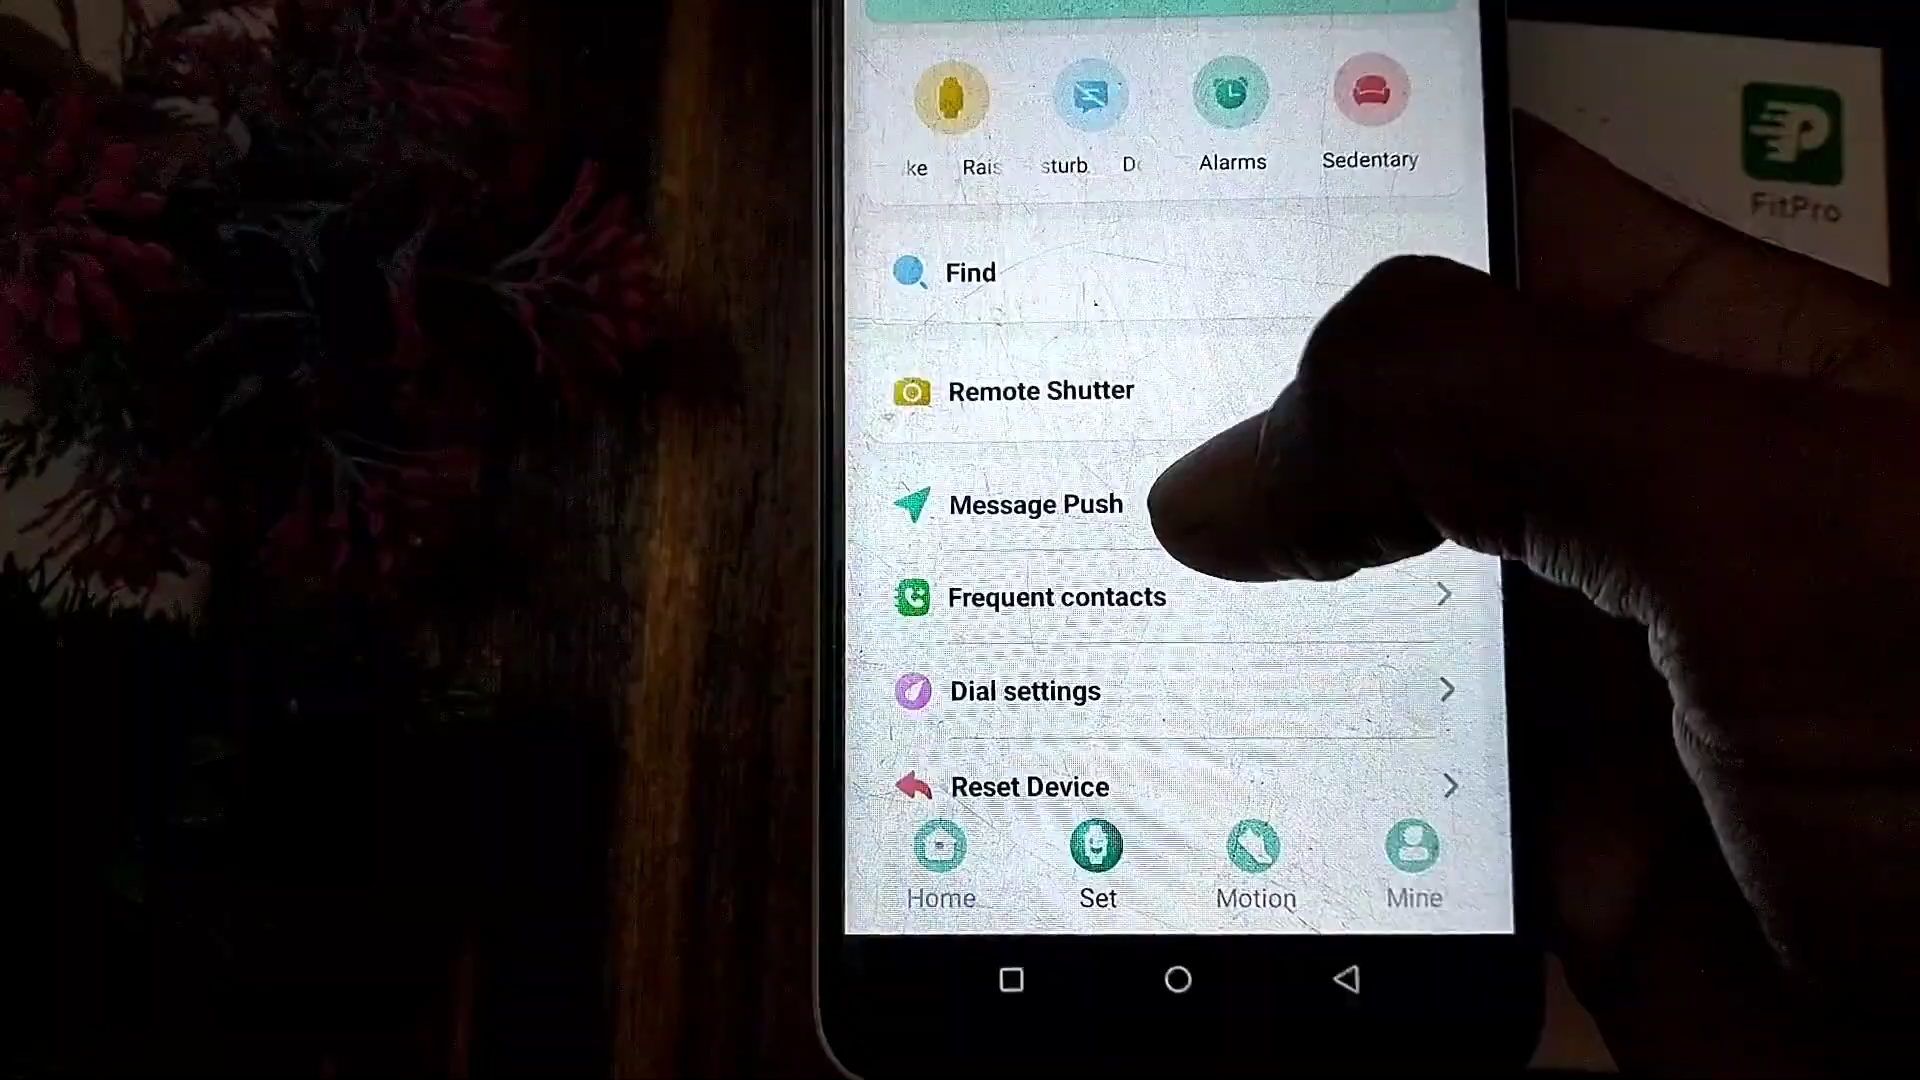 ke Rais sturb Do Alarms Sedentary
FitPro
Find
Remote Shutter
Message Push
Frequent contacts
Dial settings
Reset Device
Home Set Motion Mine